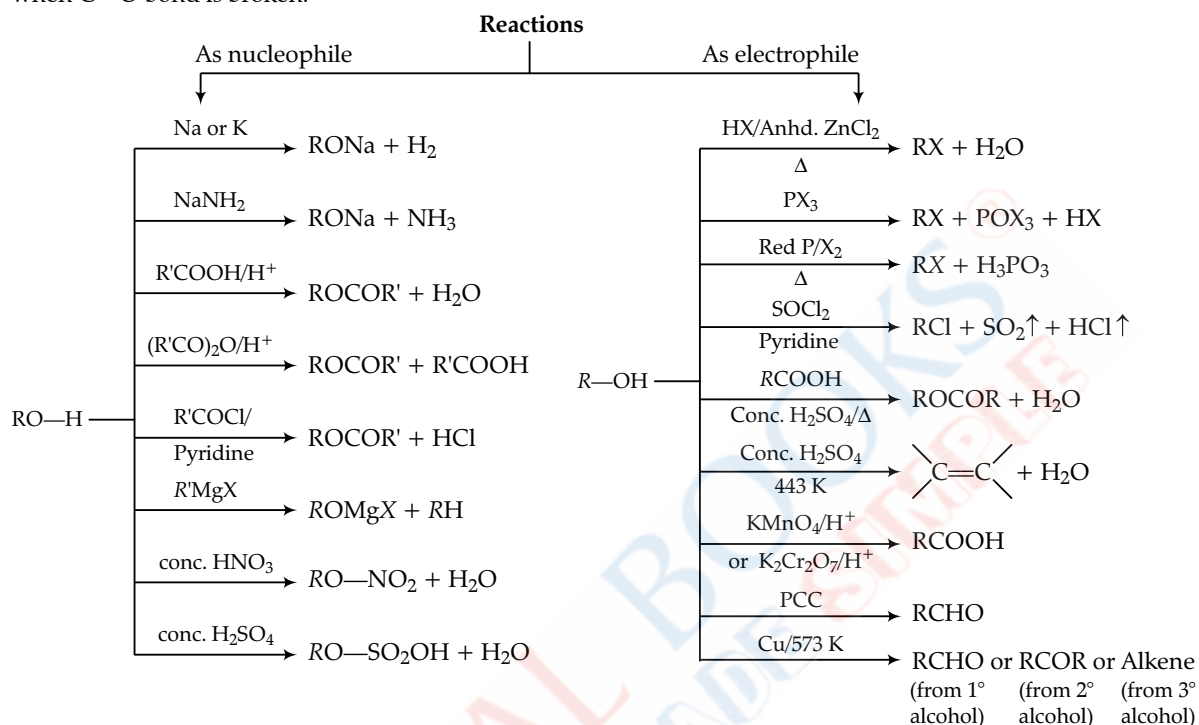 when C—O bond is broken.
Reactions
As nucleophile
As electrophile
RO—H
Na or K
RONa + H₂
NaNH₂
RONa + NH₃
R'COOH/H⁺
ROCOR' + H₂O
(R'CO)₂O/H⁺
ROCOR' + R'COOH
R'COCl/
Pyridine
ROCOR' + HCl
R'MgX
ROMgX + RH
conc. HNO₃
RO—NO₂ + H₂O
conc. H₂SO₄
RO—SO₂OH + H₂O
R—OH
HX/Anhd. ZnCl₂
Δ
RX + H₂O
PX₃
RX + POX₃ + HX
Red P/X₂
Δ
RX + H₃PO₃
SOCl₂
Pyridine
RCl + SO₂↑ + HCl↑
RCOOH
Conc. H₂SO₄/Δ
ROCOR + H₂O
Conc. H₂SO₄
443 K
C=C + H₂O
KMnO₄/H⁺
or K₂Cr₂O₇/H⁺
RCOOH
PCC
RCHO
Cu/573 K
RCHO or RCOR or Alkene
(from 1° (from 2° (from 3°
alcohol) alcohol) alcohol)
BOOKS®
SIMPLE